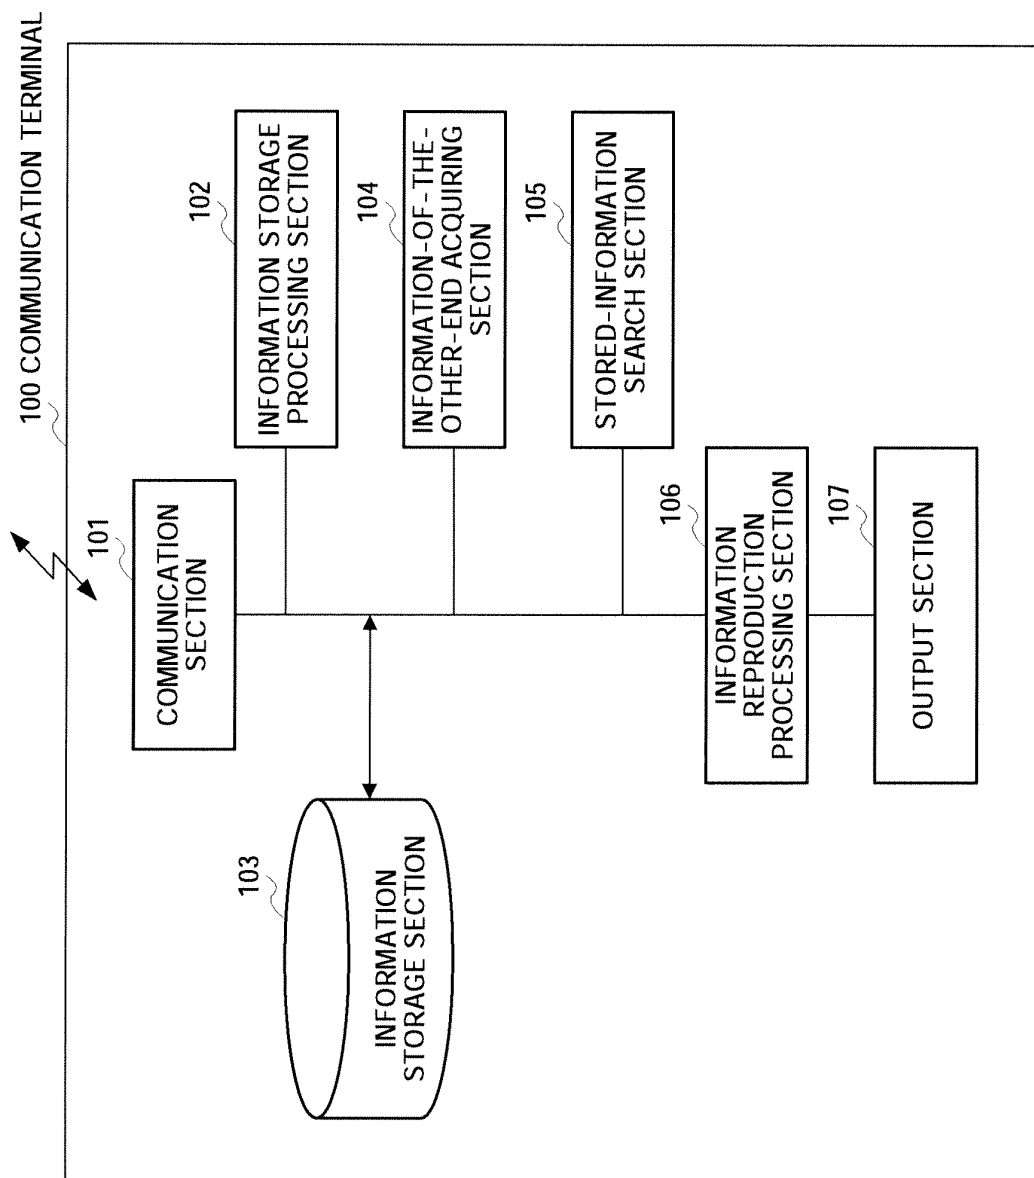 100 COMMUNICATION TERMINAL
101
COMMUNICATION
SECTION
102
INFORMATION STORAGE
PROCESSING SECTION
103
INFORMATION
STORAGE SECTION
104
INFORMATION-OF-THE-
OTHER-END ACQUIRING
SECTION
105
STORED-INFORMATION
SEARCH SECTION
106
INFORMATION
REPRODUCTION
PROCESSING SECTION
107
OUTPUT SECTION